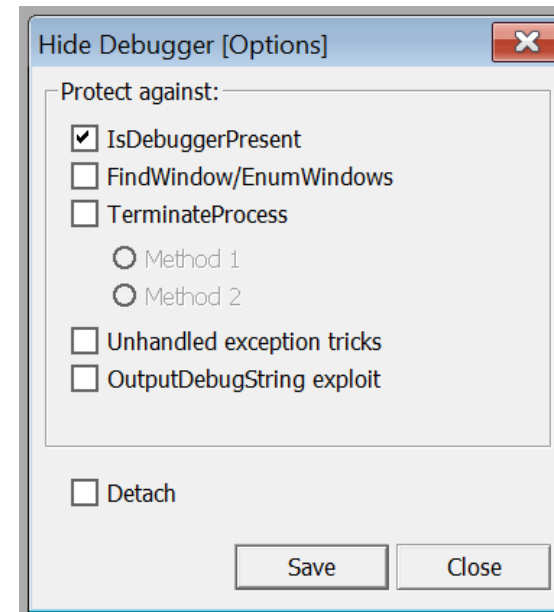 Hide Debugger [Options]
Protect against:
IsDebuggerPresent
FindWindow/EnumWindows
TerminateProcess
Method 1
Method 2
Unhandled exception tricks
OutputDebugString exploit
Detach
Save Close